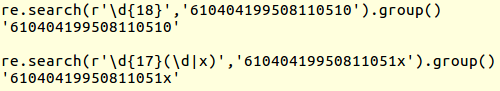 re.search(r'\d{18}','610404199508110510').group()
'610404199508110510'
re.search(r'\d{17}(\d|x)','61040419950811051x').group()
'61040419950811051x'